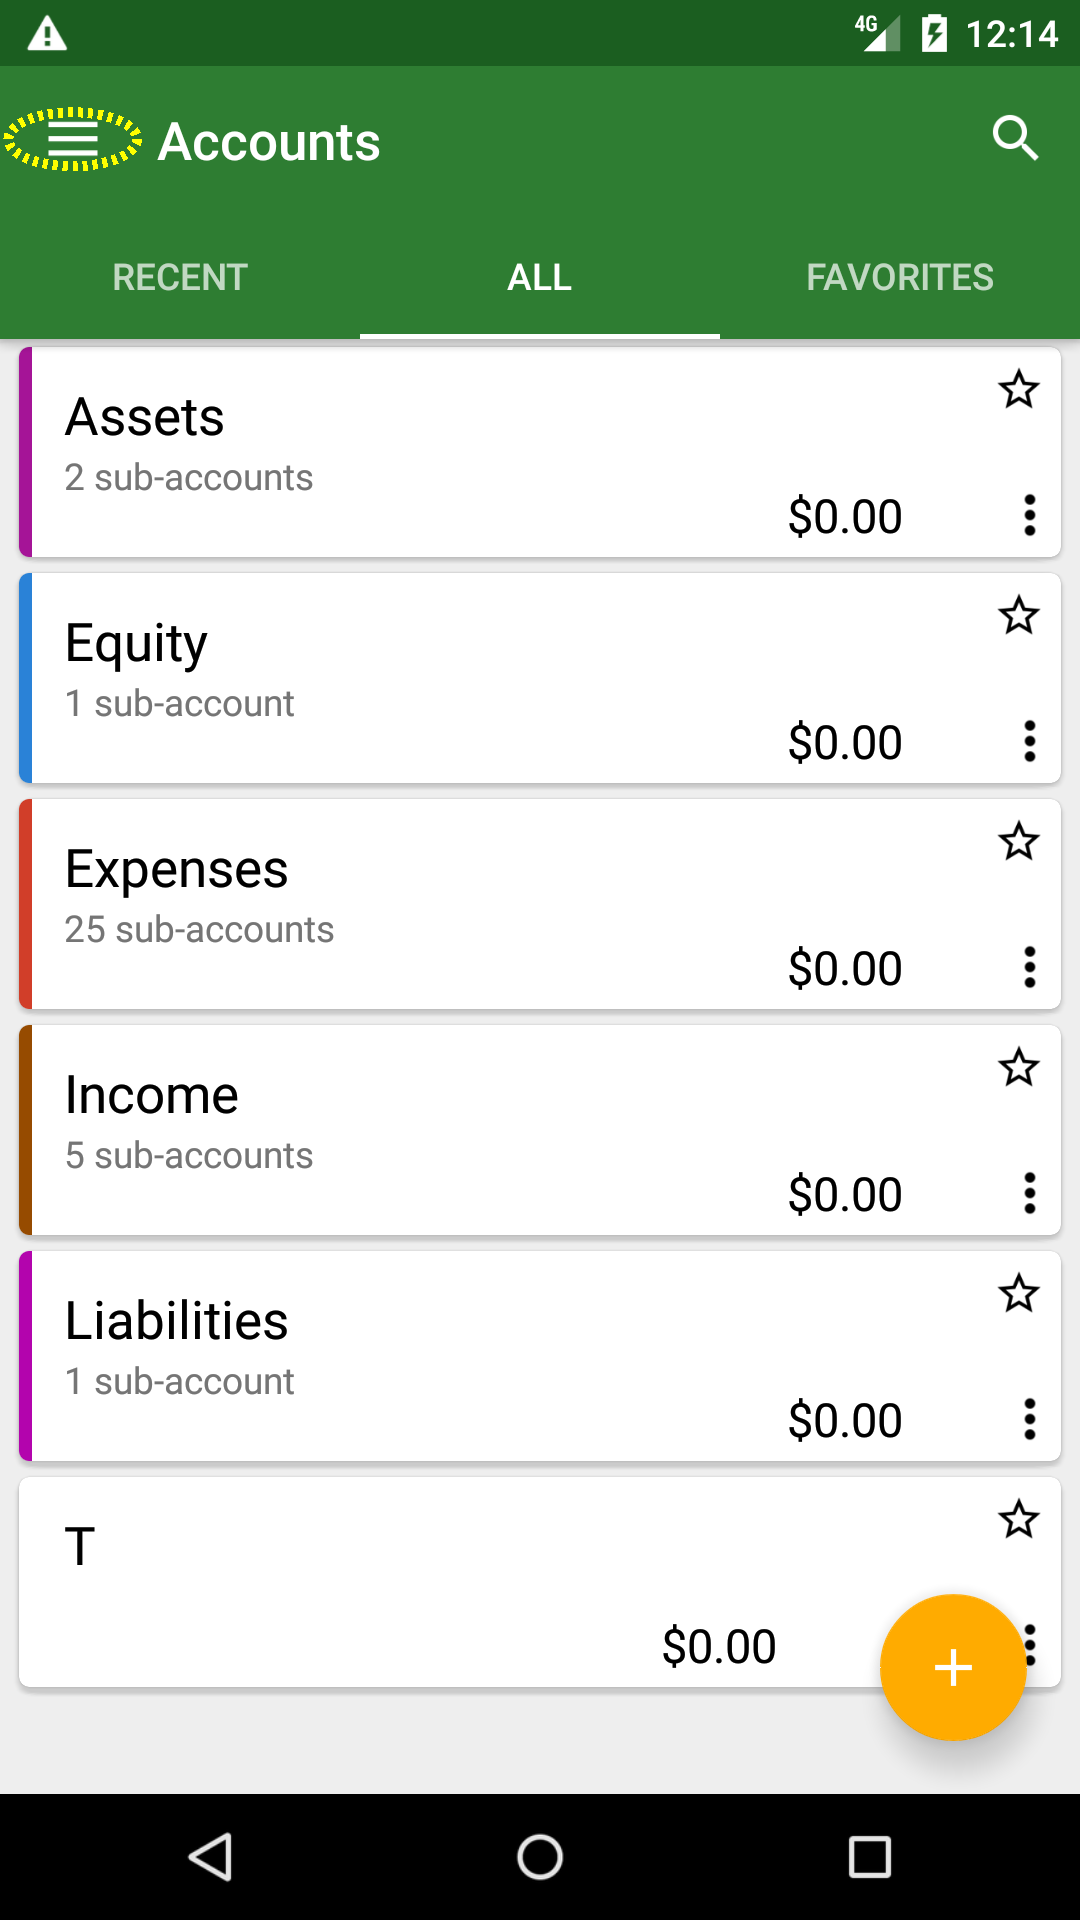 4G 12:14
Accounts
RECENT ALL FAVORITES
Assets
2 sub-accounts
$0.00
Equity
1 sub-account
$0.00
Expenses
25 sub-accounts
$0.00
Income
5 sub-accounts
$0.00
Liabilities
1 sub-account
$0.00
T
$0.00